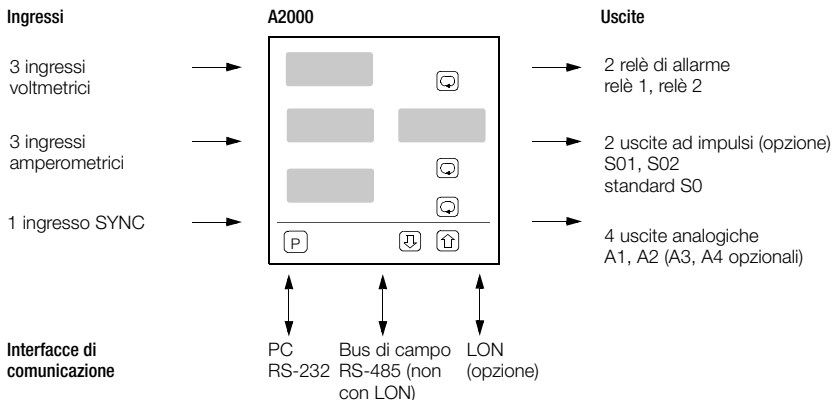 Ingressi
A2000
Uscite
3 ingressi
voltmetrici
2 relè di allarme
relè 1, relè 2
3 ingressi
amperometrici
2 uscite ad impulsi (opzione)
S01, S02
standard S0
1 ingresso SYNC
4 uscite analogiche
A1, A2 (A3, A4 opzionali)
P
Interfacce di
comunicazione
PC
RS-232
Bus di campo
RS-485 (non
con LON)
LON
(opzione)